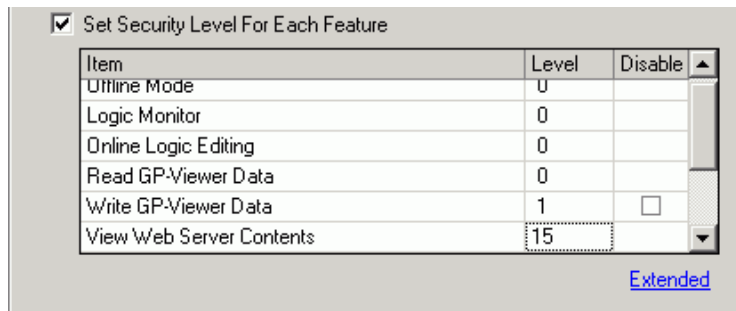 Set Security Level For Each Feature
Item Level Disable
Offline Mode 0
Logic Monitor 0
Online Logic Editing 0
Read GP-Viewer Data 0
Write GP-Viewer Data 1
View Web Server Contents 15
Extended